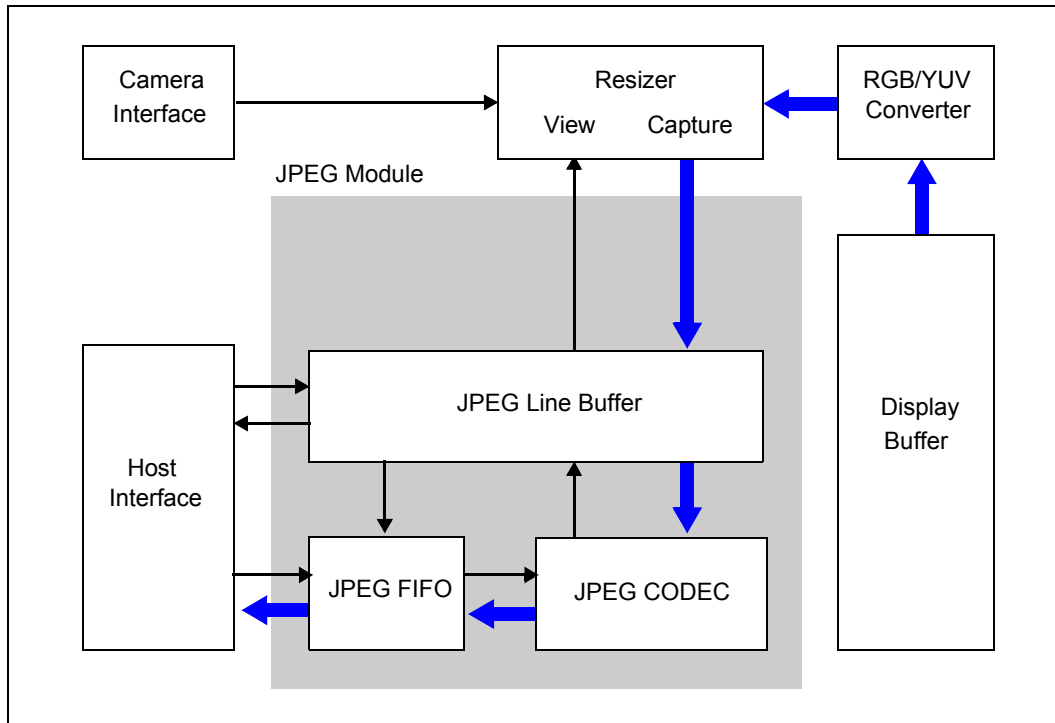 Camera
Interface
Resizer
View Capture
RGB/YUV
Converter
JPEG Module
JPEG Line Buffer
Display
Buffer
Host
Interface
JPEG FIFO
JPEG CODEC